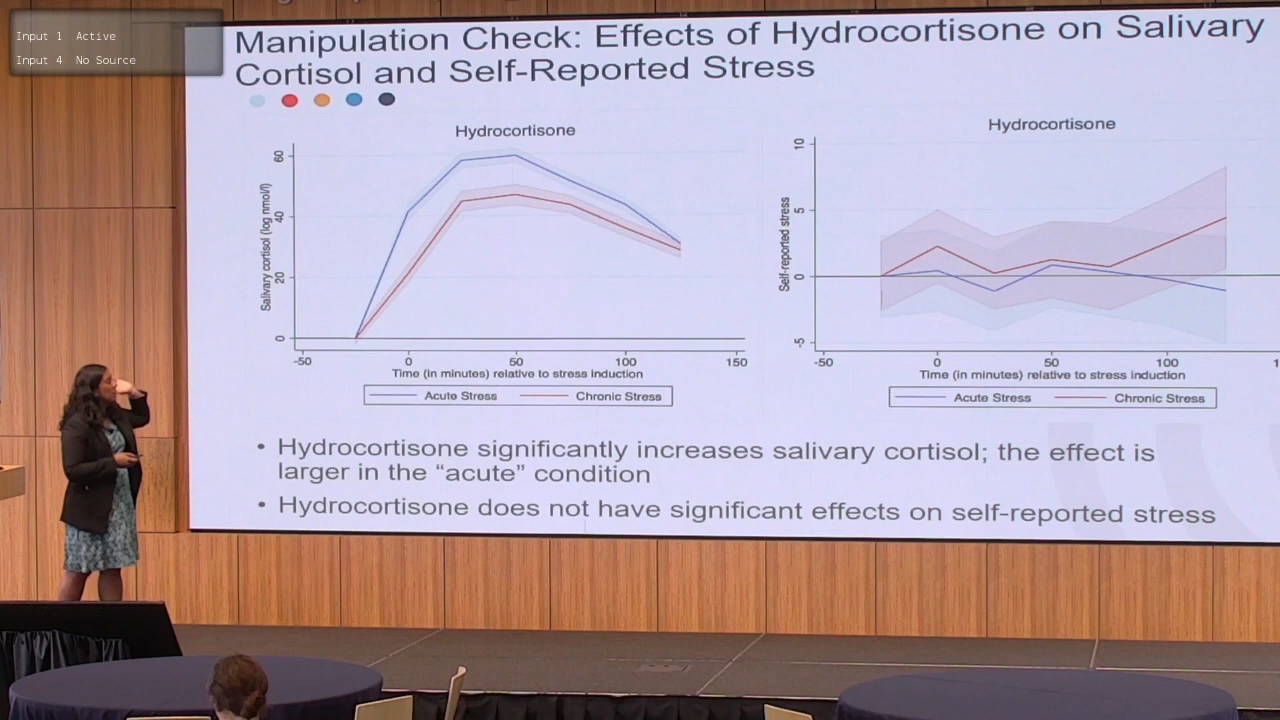 Input 1 Active
Input 4 No Source
Manipulation Check: Effects of Hydrocortisone on Salivary
Cortisol and Self-Reported Stress
Hydrocortisone
Salivary cortisol (log nmol/l)
60
40
20
0
-50 0 50 100 150
Time (in minutes) relative to stress induction
Acute Stress Chronic Stress
Hydrocortisone
Self-reported stress
10
5
0
-5
-50 0 50 100 1
Time (in minutes) relative to stress induction
Acute Stress Chronic Stress
• Hydrocortisone significantly increases salivary cortisol; the effect is
larger in the “acute” condition
• Hydrocortisone does not have significant effects on self-reported stress